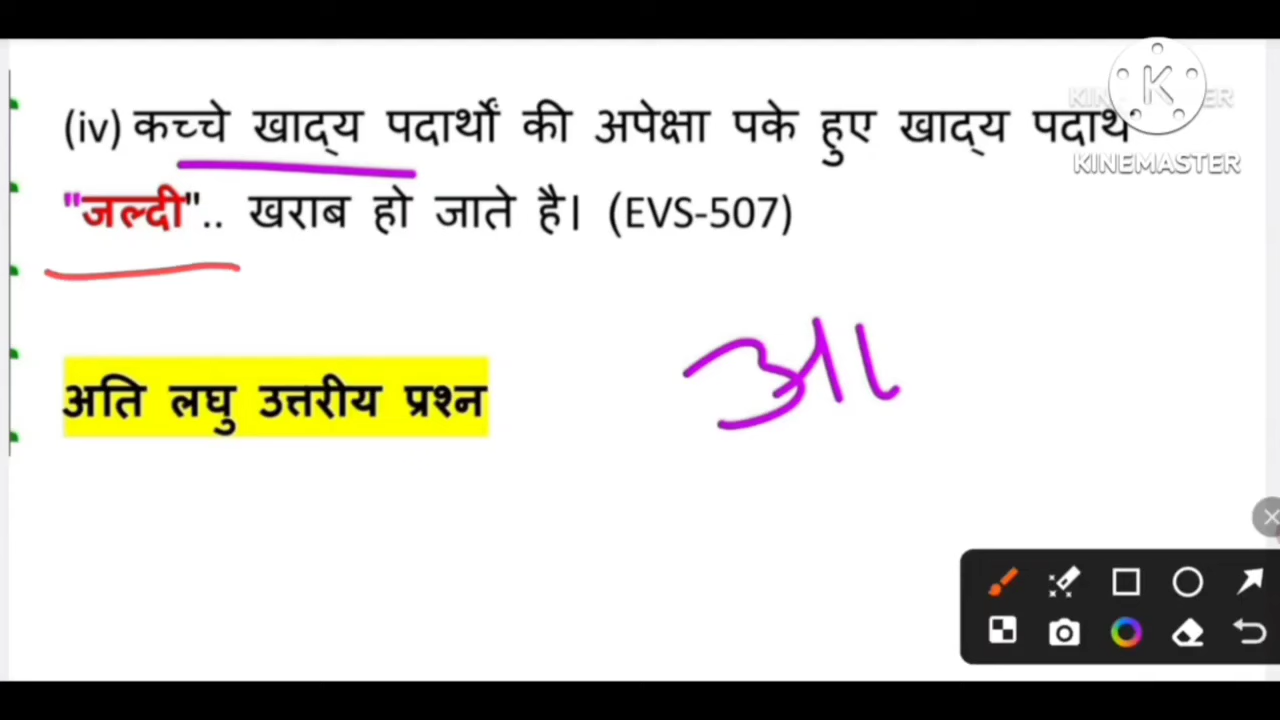 (iv) कच्चे खाद्य पदार्थों की अपेक्षा पके हुए खाद्य पदार्थ
"जल्दी".. खराब हो जाते है। (EVS-507)
अति लघु उत्तरीय प्रश्न
KINEMASTER